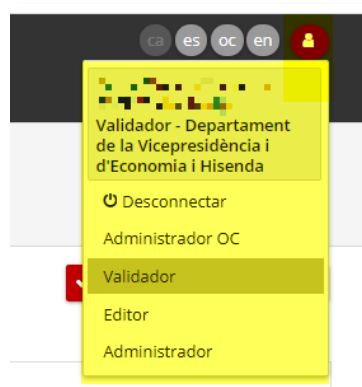 ca es oc en
Validador - Departament
de la Vicepresidència i
d'Economia i Hisenda
Desconnectar
Administrador OC
Validador
Editor
Administrador